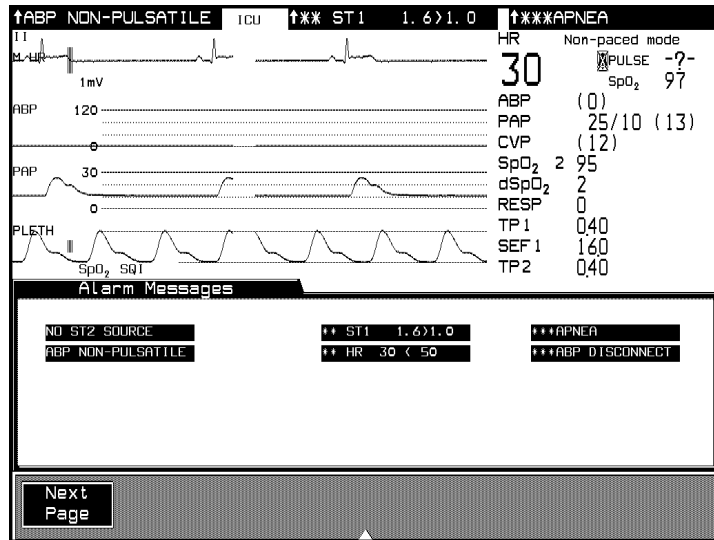 ↑ABP NON-PULSATILE ICU ↑** ST1 1.6>1.0 ↑***APNEA
II
M HR
1mV
ABP 120
0
PAP 30
0
PLETH
SpO₂ SQI
HR Non-paced mode
30 PULSE -?-
SpO₂ 97
ABP (0)
PAP 25/10 (13)
CVP (12)
SpO₂ 2 95
dSpO₂ 2
RESP 0
TP1 0.40
SEF1 16.0
TP2 0.40
Alarm Messages
NO ST2 SOURCE ** ST1 1.6>1.0 ***APNEA
ABP NON-PULSATILE ** HR 30 < 50 ***ABP DISCONNECT
Next
Page